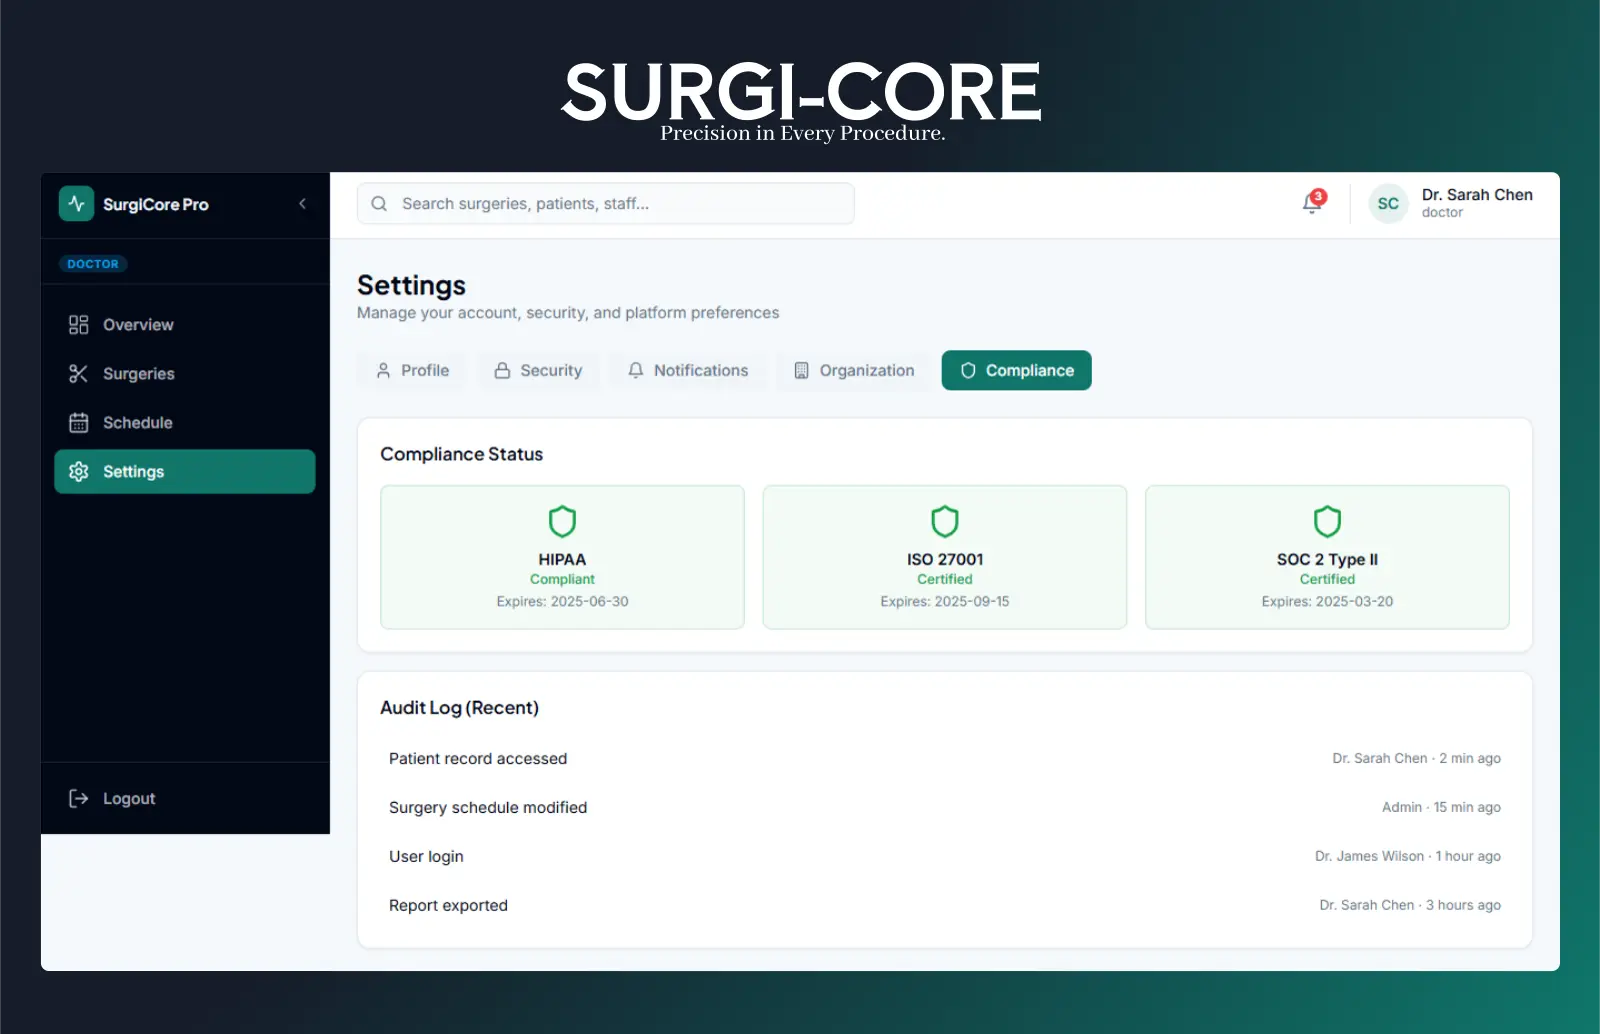 SURGI-CORE
Precision in Every Procedure.
SurgiCore Pro
DOCTOR
Overview
Surgeries
Schedule
Settings
Logout
Search surgeries, patients, staff...
3
SC
Dr. Sarah Chen
doctor
Settings
Manage your account, security, and platform preferences
Profile
Security
Notifications
Organization
Compliance
Compliance Status
HIPAA
Compliant
Expires: 2025-06-30
ISO 27001
Certified
Expires: 2025-09-15
SOC 2 Type II
Certified
Expires: 2025-03-20
Audit Log (Recent)
Patient record accessed
Dr. Sarah Chen · 2 min ago
Surgery schedule modified
Admin · 15 min ago
User login
Dr. James Wilson · 1 hour ago
Report exported
Dr. Sarah Chen · 3 hours ago